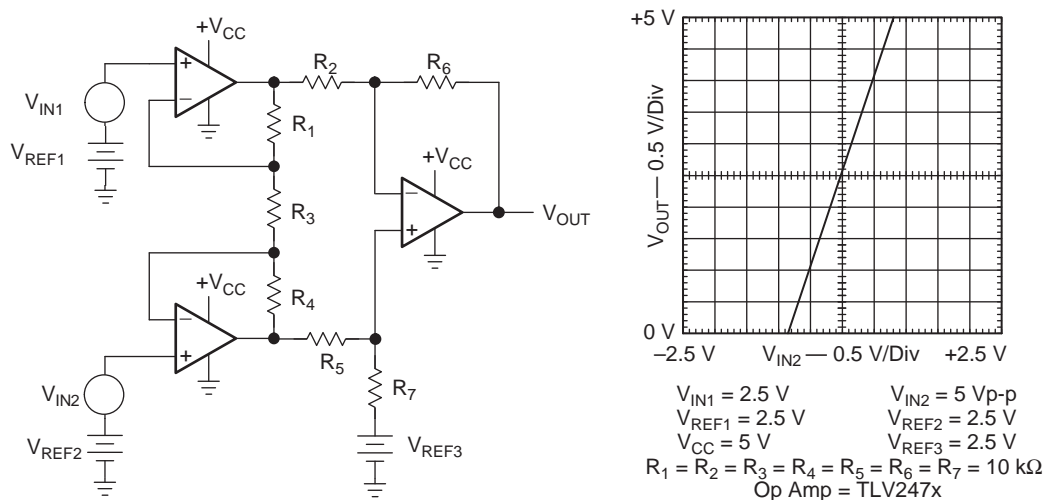 +V_CC
R_2
R_6
+
−
V_IN1
V_REF1
R_1
+V_CC
−
+
V_OUT
R_3
+V_CC
R_4
−
+
R_5
V_IN2
R_7
V_REF2
V_REF3
+5 V
V_OUT — 0.5 V/Div
0 V
–2.5 V
V_IN2 — 0.5 V/Div
+2.5 V
V_IN1 = 2.5 V
V_IN2 = 5 Vp-p
V_REF1 = 2.5 V
V_REF2 = 2.5 V
V_CC = 5 V
V_REF3 = 2.5 V
R_1 = R_2 = R_3 = R_4 = R_5 = R_6 = R_7 = 10 kΩ
Op Amp = TLV247x